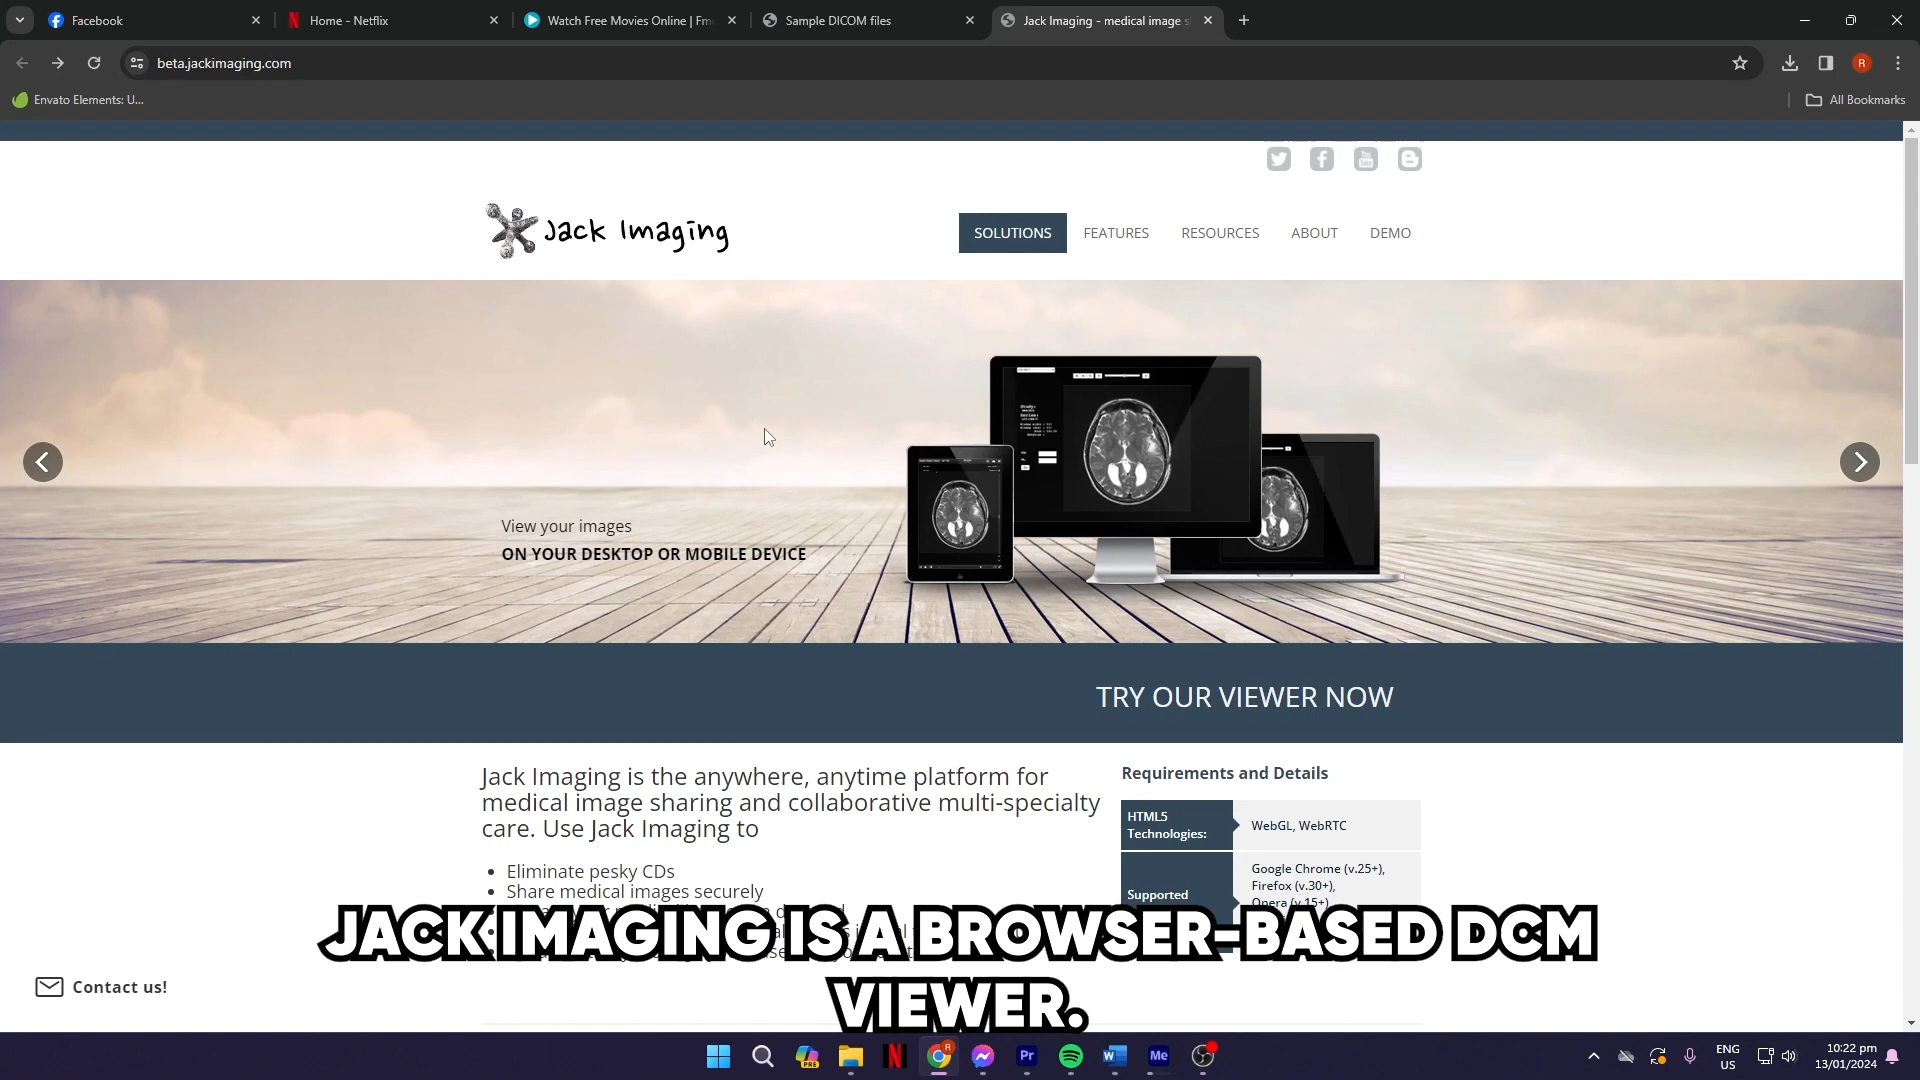 Facebook
Home - Netflix
Watch Free Movies Online | Fm
Sample DICOM files
Jack Imaging - medical image s
beta.jackimaging.com
R
Envato Elements: U...
All Bookmarks
Jack Imaging
SOLUTIONS
FEATURES
RESOURCES
ABOUT
DEMO
View your images
ON YOUR DESKTOP OR MOBILE DEVICE
TRY OUR VIEWER NOW
Jack Imaging is the anywhere, anytime platform for
medical image sharing and collaborative multi-specialty
care. Use Jack Imaging to
Eliminate pesky CDs
Share medical images securely
Requirements and Details
HTML5
Technologies:
WebGL, WebRTC
Supported
Google Chrome (v.25+),
Firefox (v.30+),
Opera (v.15+)
JACK IMAGING IS A BROWSER-BASED DCM
VIEWER.
Contact us!
ENG
US
10:22 pm
13/01/2024